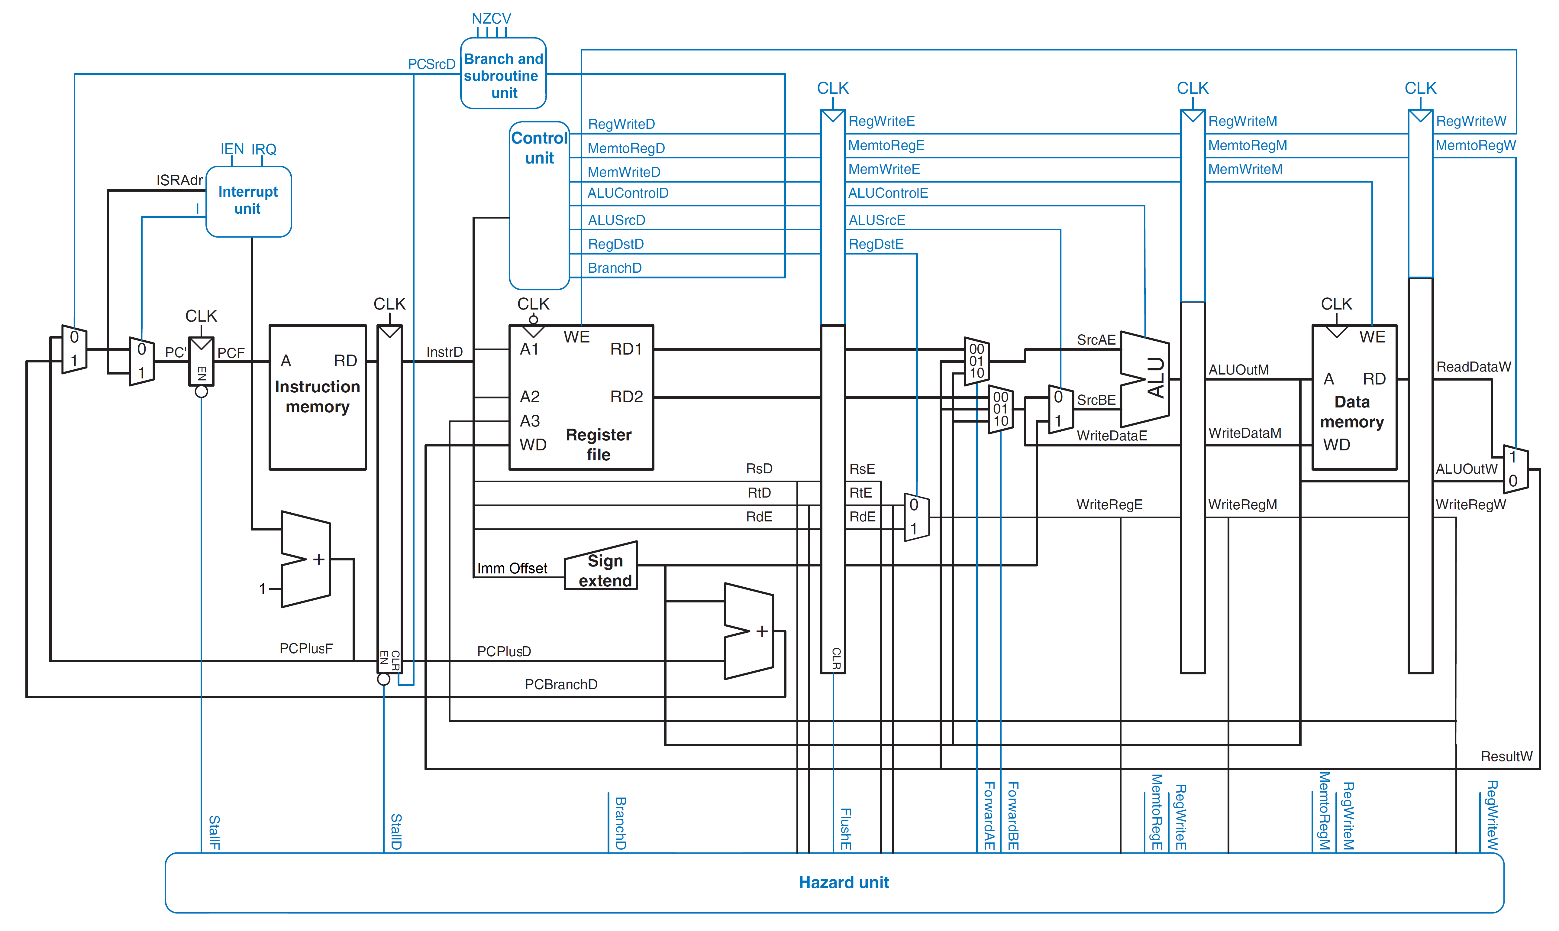 NZCV
Branch and
subroutine
unit
PCSrcD
CLK
CLK
CLK
Control
unit
RegWriteD
MemtoRegD
MemWriteD
ALUControlD
ALUSrcD
RegDstD
BranchD
RegWriteE
MemtoRegE
MemWriteE
ALUControlE
ALUSrcE
RegDstE
RegWriteM
MemtoRegM
MemWriteM
RegWriteW
MemtoRegW
IEN IRQ
ISRAdr
I
Interrupt
unit
CLK
CLK
CLK
CLK
0
1
0
1
PC'
EN
PCF
A RD
Instruction
memory
InstrD
WE
A1 RD1
A2 RD2
A3
WD
Register
file
00
01
10
00
01
10
0
1
SrcAE
SrcBE
ALU
WriteDataE
ALUOutM
WriteDataM
WE
A RD
Data
memory
WD
ReadDataW
ALUOutW
1
0
RsD
RtD
RdE
RsE
RtE
RdE
0
1
WriteRegE
WriteRegM
WriteRegW
Imm Offset
Sign
extend
+
1
+
PCPlusF
EN
CLR
PCPlusD
CLR
PCBranchD
ResultW
StallF
StallD
BranchD
FlushE
ForwardAE
ForwardBE
MemtoRegE
RegWriteE
MemtoRegM
RegWriteM
RegWriteW
Hazard unit